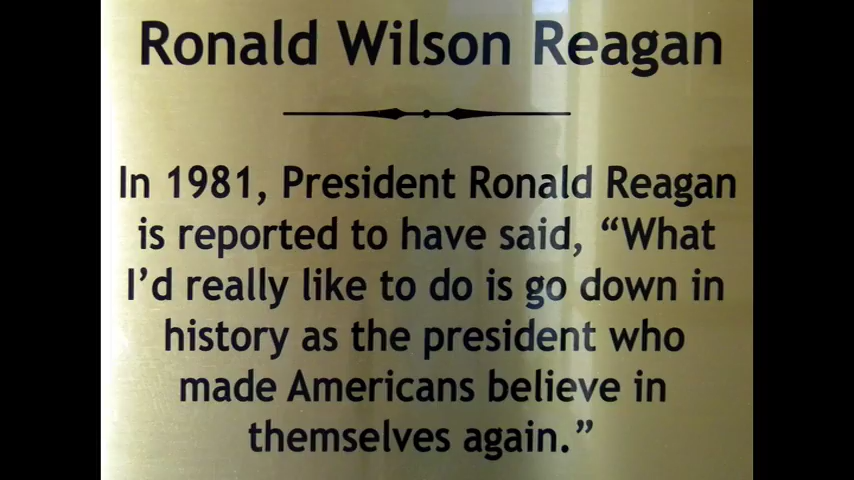 Ronald Wilson Reagan
In 1981, President Ronald Reagan
is reported to have said, “What
I’d really like to do is go down in
history as the president who
made Americans believe in
themselves again.”